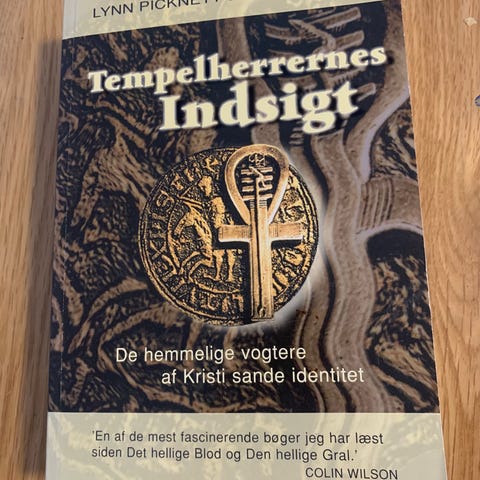 LYNN PICKNETT
Tempelherrernes
Indsigt
De hemmelige vogtere
af Kristi sande identitet
'En af de mest fascinerende bøger jeg har læst
siden Det hellige Blod og Den hellige Gral.'
COLIN WILSON